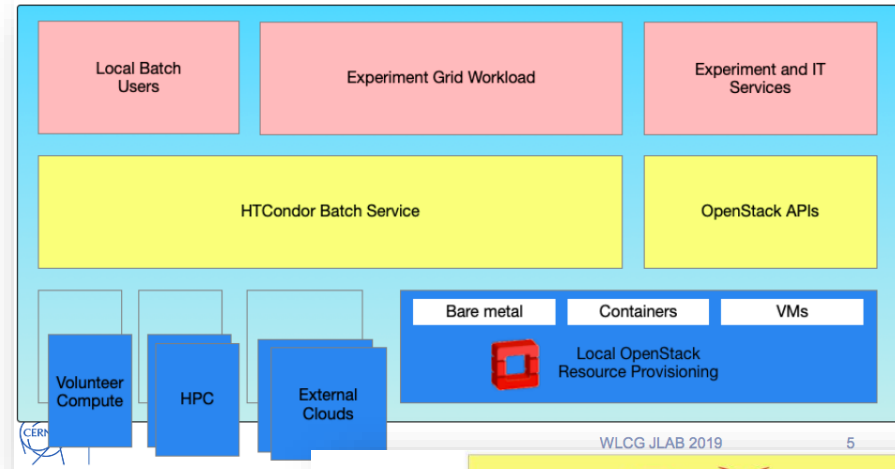 Local Batch
Users
Experiment Grid Workload
Experiment and IT
Services
HTCondor Batch Service
OpenStack APIs
Bare metal
Containers
VMs
Local OpenStack
Resource Provisioning
Volunteer
Compute
HPC
External
Clouds
CERN
WLCG JLAB 2019
5